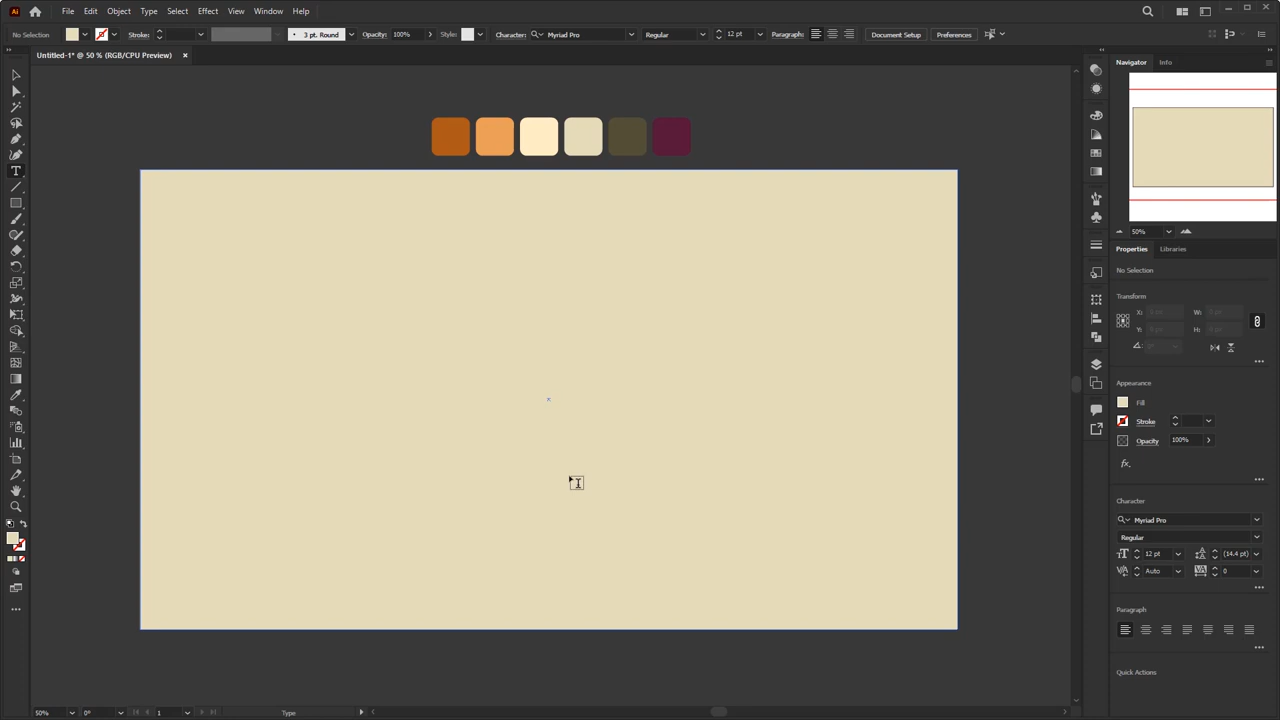 Ai File Edit Object Type Select Effect View Window Help
No Selection Stroke: 3 pt. Round Opacity: 100% Style: Character: Myriad Pro Regular 12 pt Paragraph: Document Setup Preferences
Untitled-1* @ 50 % (RGB/CPU Preview) ×
Navigator Info
50%
Properties Libraries
No Selection
Transform
X: W:
Y: H:
Appearance
Fill
Stroke
Opacity 100%
fx.
Character
Myriad Pro
Regular
12 pt (14.4 pt)
Auto 0
Paragraph
Quick Actions
50% 0° 1 Type